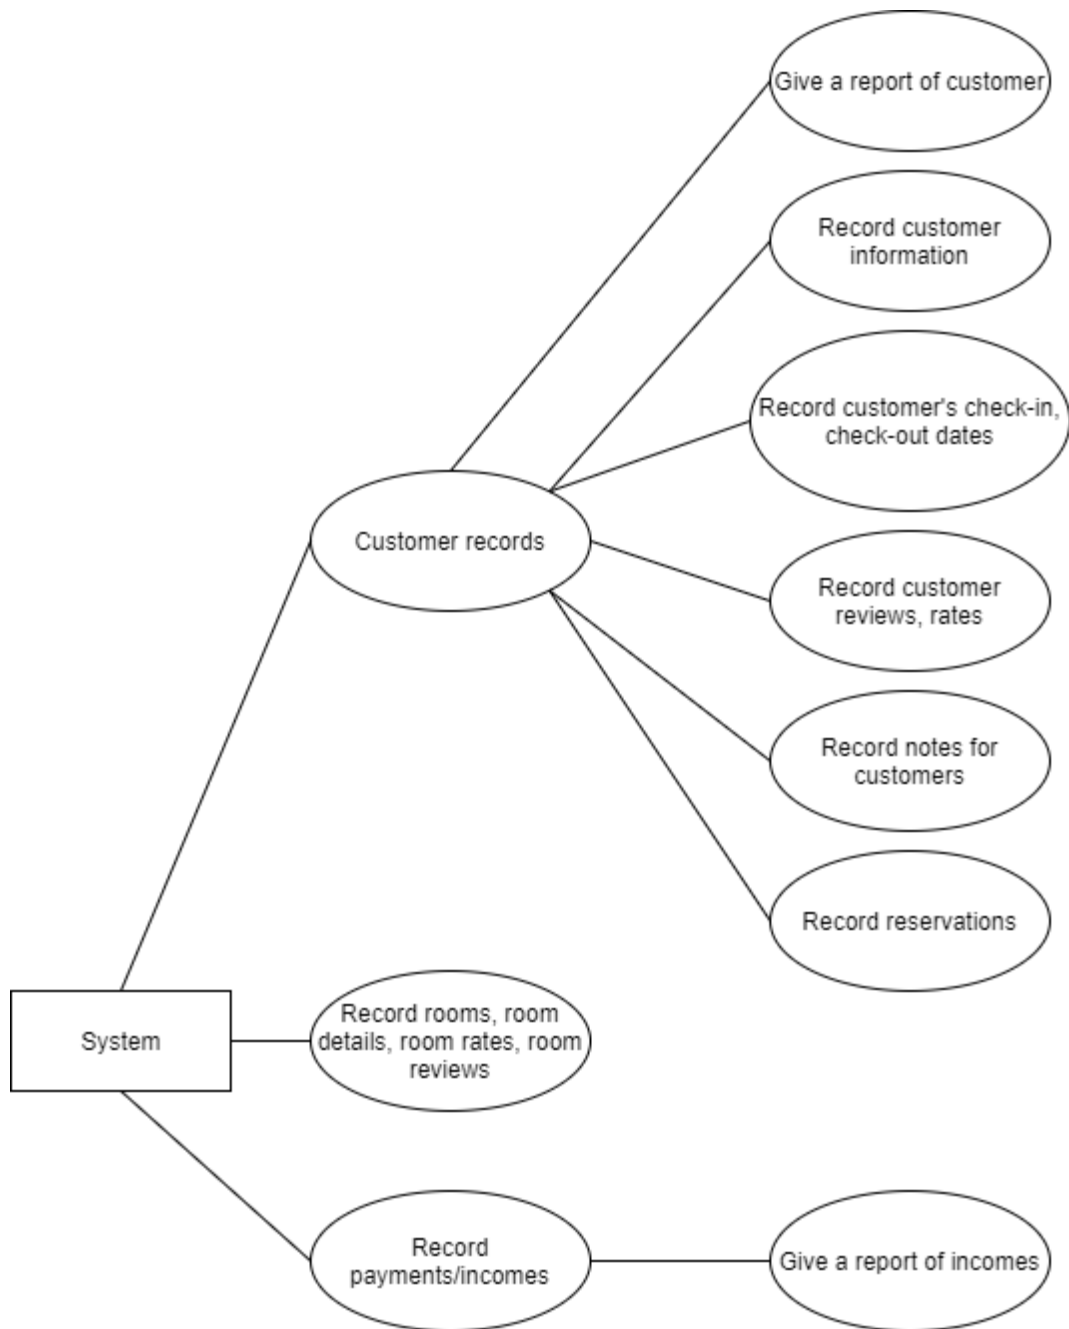 Give a report of customer
Record customer
information
Record customer's check-in,
check-out dates
Customer records
Record customer
reviews, rates
Record notes for
customers
Record reservations
System
Record rooms, room
details, room rates, room
reviews
Record
payments/incomes
Give a report of incomes